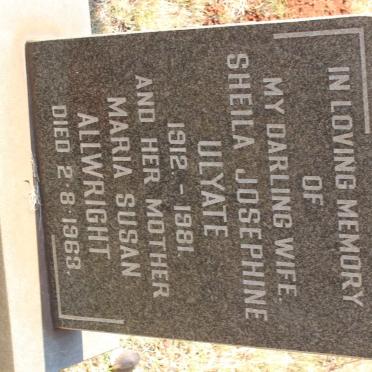 IN LOVING MEMORY
OF
MY DARLING WIFE.
SHEILA JOSEPHINE
ULYATE
1912 - 1981.
AND HER MOTHER
MARIA SUSAN
ALLWRIGHT
DIED 2·8·1963.